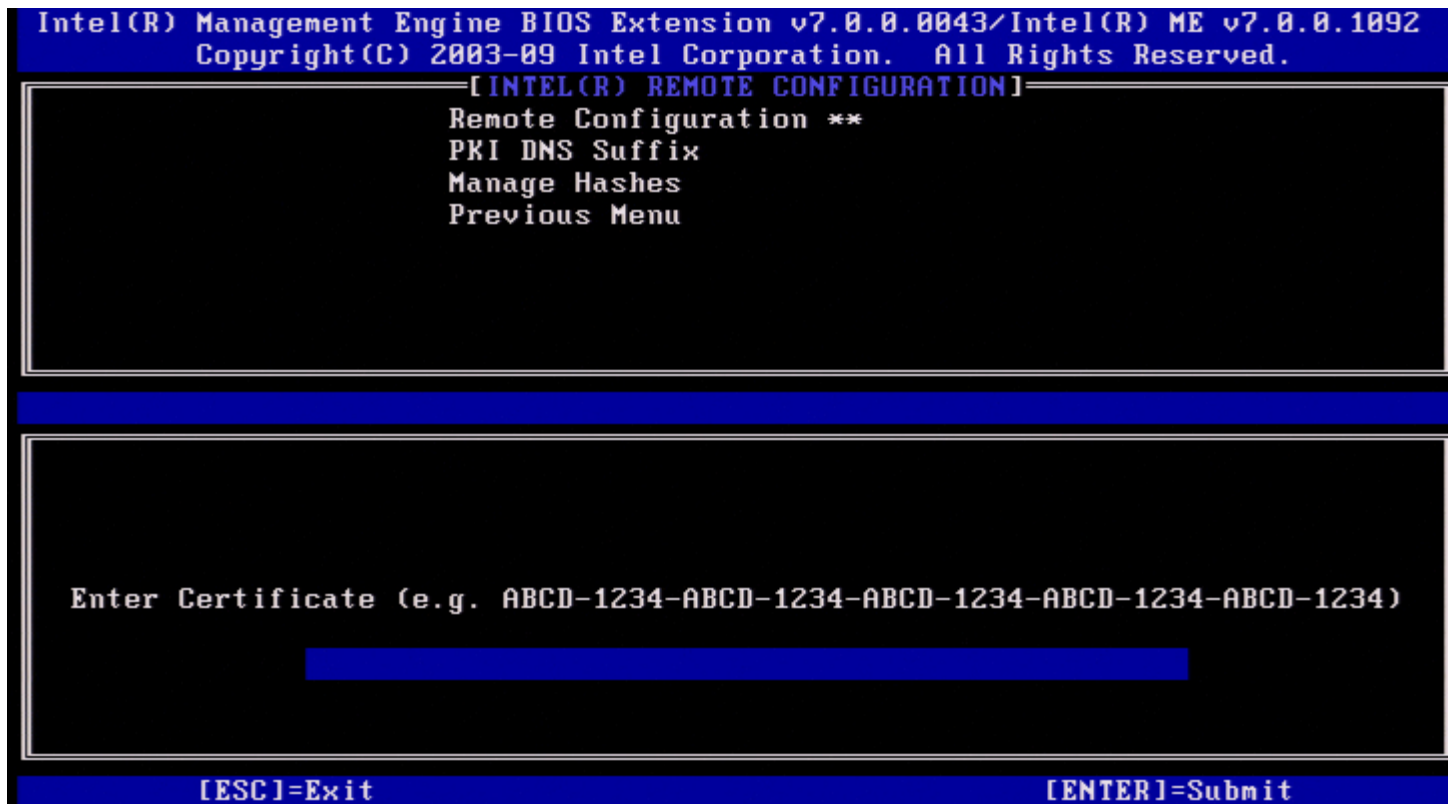 Intel(R) Management Engine BIOS Extension v7.0.0.0043/Intel(R) ME v7.0.0.1092
Copyright(C) 2003-09 Intel Corporation. All Rights Reserved.
[INTEL(R) REMOTE CONFIGURATION]
Remote Configuration **
PKI DNS Suffix
Manage Hashes
Previous Menu
Enter Certificate (e.g. ABCD-1234-ABCD-1234-ABCD-1234-ABCD-1234-ABCD-1234)
[ESC]=Exit [ENTER]=Submit